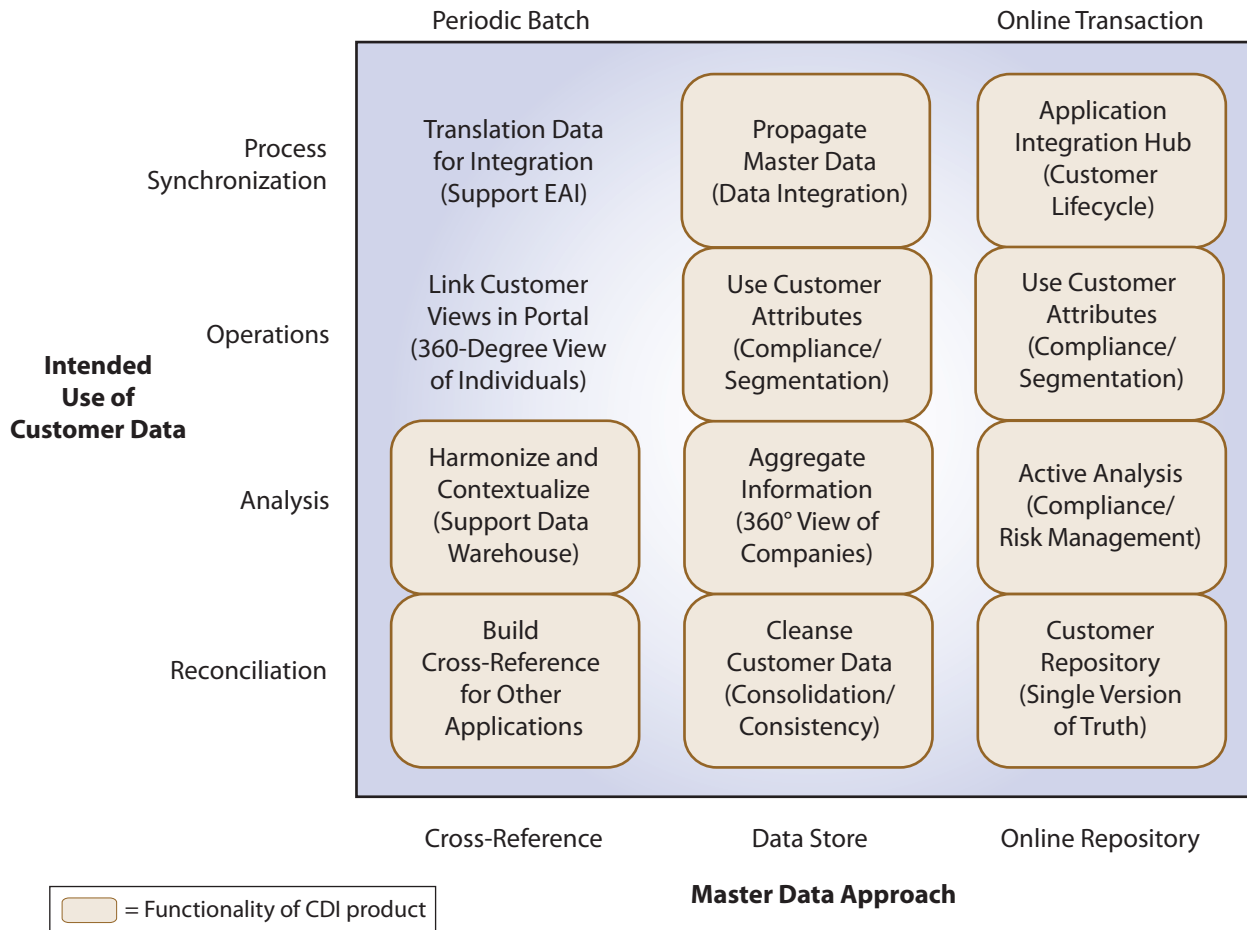 Periodic Batch
Online Transaction
Process
Synchronization
Translation Data
for Integration
(Support EAI)
Propagate
Master Data
(Data Integration)
Application
Integration Hub
(Customer
Lifecycle)
Operations
Link Customer
Views in Portal
(360-Degree View
of Individuals)
Use Customer
Attributes
(Compliance/
Segmentation)
Use Customer
Attributes
(Compliance/
Segmentation)
Intended
Use of
Customer Data
Analysis
Harmonize and
Contextualize
(Support Data
Warehouse)
Aggregate
Information
(360° View of
Companies)
Active Analysis
(Compliance/
Risk Management)
Reconciliation
Build
Cross-Reference
for Other
Applications
Cleanse
Customer Data
(Consolidation/
Consistency)
Customer
Repository
(Single Version
of Truth)
Cross-Reference
Data Store
Online Repository
Master Data Approach
= Functionality of CDI product